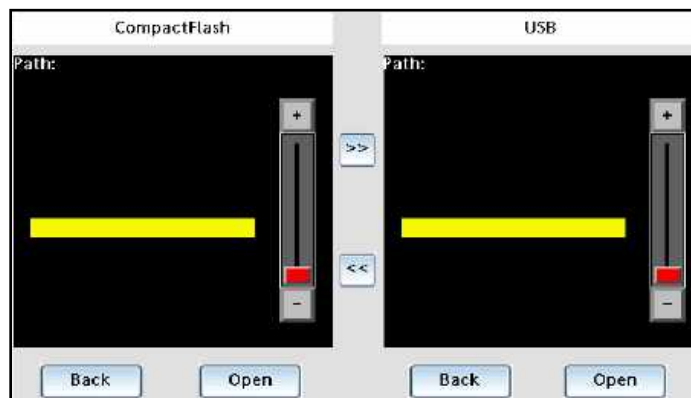 CompactFlash
USB
Path:
Path:
+
+
>>
<<
-
-
Back
Open
Back
Open